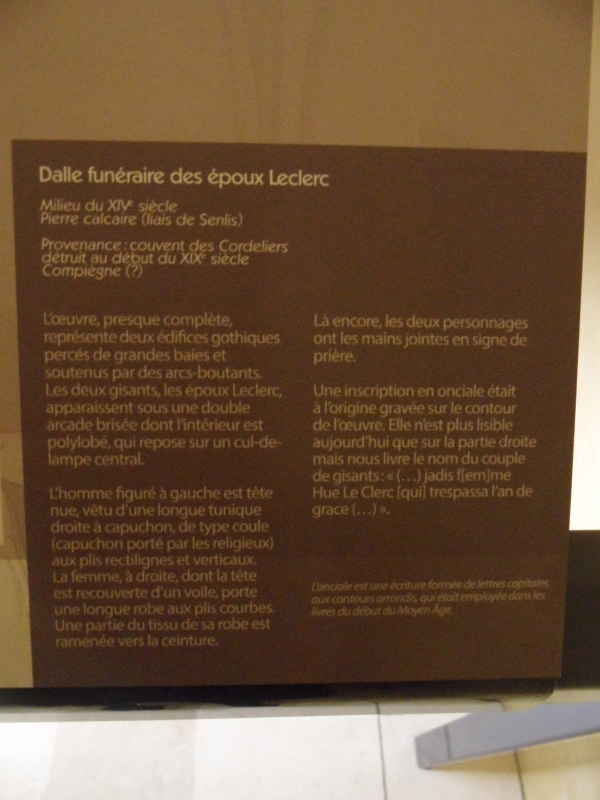 Dalle funéraire des époux Leclerc
Milieu du XIVe siècle
Pierre calcaire (liais de Senlis)
Provenance : couvent des Cordeliers
détruit au début du XIXe siècle
Compiègne (?)
L'œuvre, presque complète,
représente deux édifices gothiques
percés de grandes baies et
soutenus par des arcs-boutants.
Les deux gisants, les époux Leclerc,
apparaissent sous une double
arcade brisée dont l'intérieur est
polylobé, qui repose sur un cul-de-
lampe central.
L'homme figuré à gauche est tête
nue, vêtu d'une longue tunique
droite à capuchon, de type coule
(capuchon porté par les religieux)
aux plis rectilignes et verticaux.
La femme, à droite, dont la tête
est recouverte d'un voile, porte
une longue robe aux plis courbes.
Une partie du tissu de sa robe est
ramenée vers la ceinture.
Là encore, les deux personnages
ont les mains jointes en signe de
prière.
Une inscription en onciale était
à l'origine gravée sur le contour
de l'œuvre. Elle n'est plus lisible
aujourd'hui que sur la partie droite
mais nous livre le nom du couple
de gisants : « (…) jadis f[em]me
Hue Le Clerc [qui] trespassa l'an de
grace (…) ».
L'onciale est une écriture formée de lettres capitales
aux contours arrondis, qui était employée dans les
livres du début du Moyen Âge.